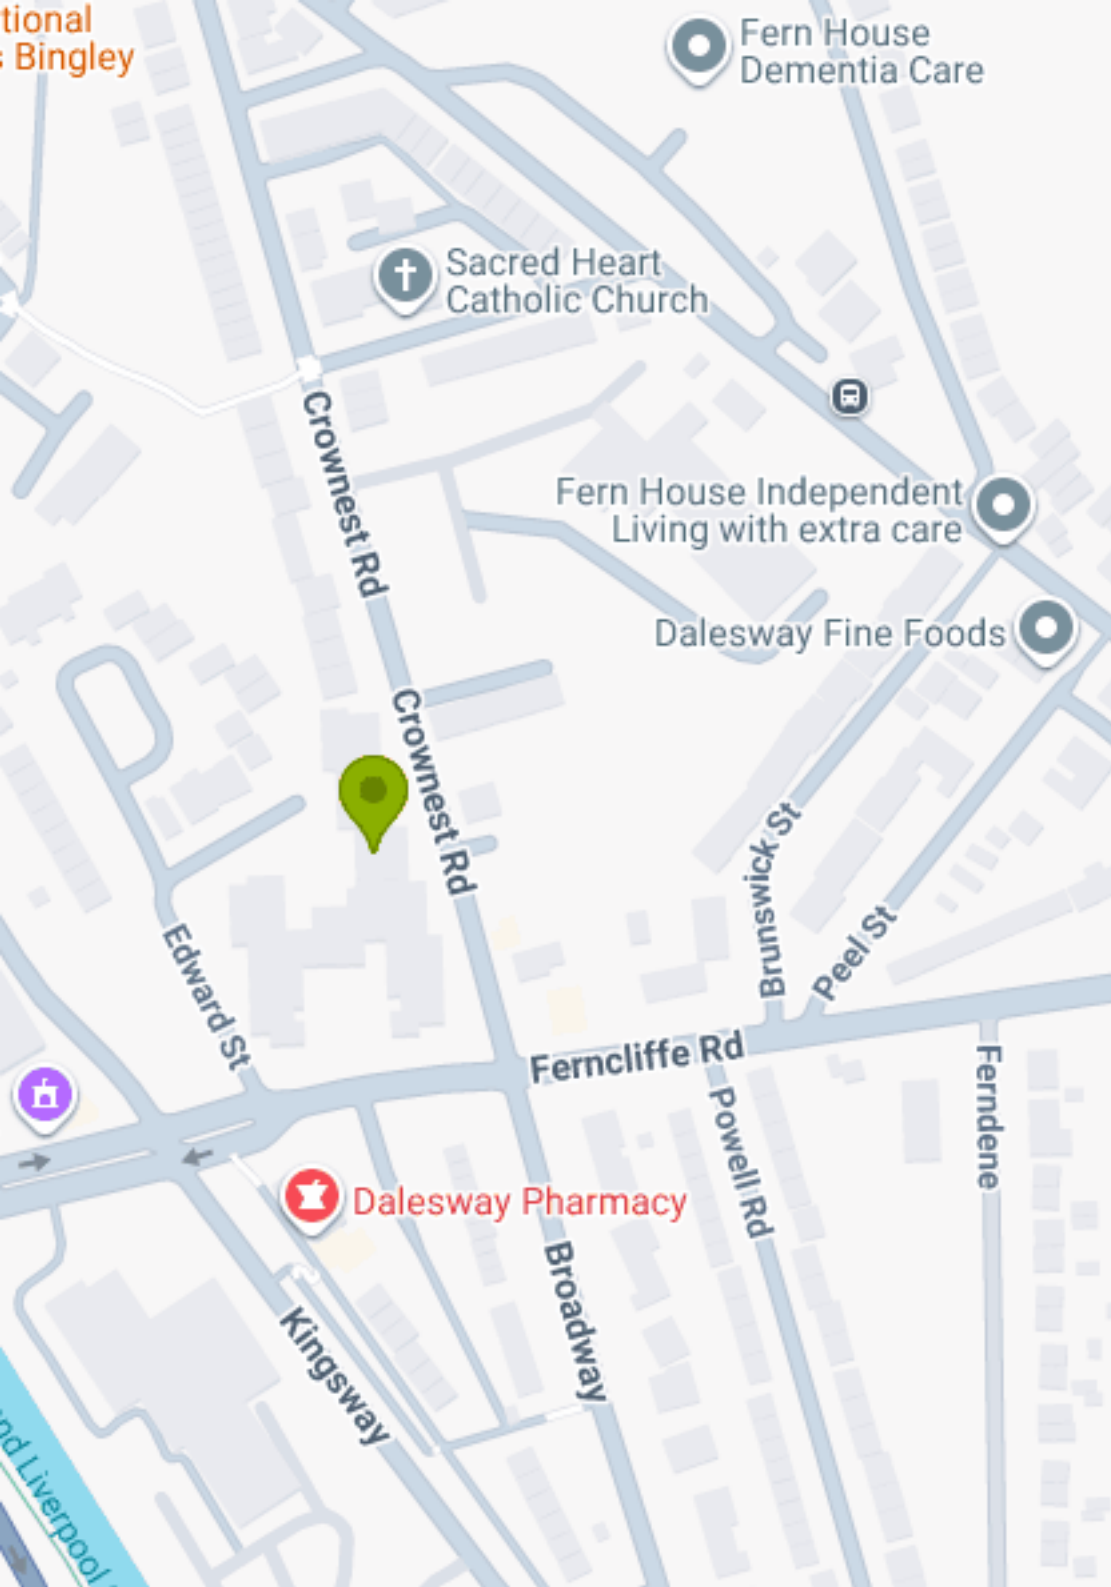 tional
s Bingley
Fern House
Dementia Care
Sacred Heart
Catholic Church
Crownest Rd
Fern House Independent
Living with extra care
Dalesway Fine Foods
Crownest Rd
Brunswick St
Peel St
Edward St
Ferncliffe Rd
Ferndene
Powell Rd
Dalesway Pharmacy
Broadway
Kingsway
nd Liverpool